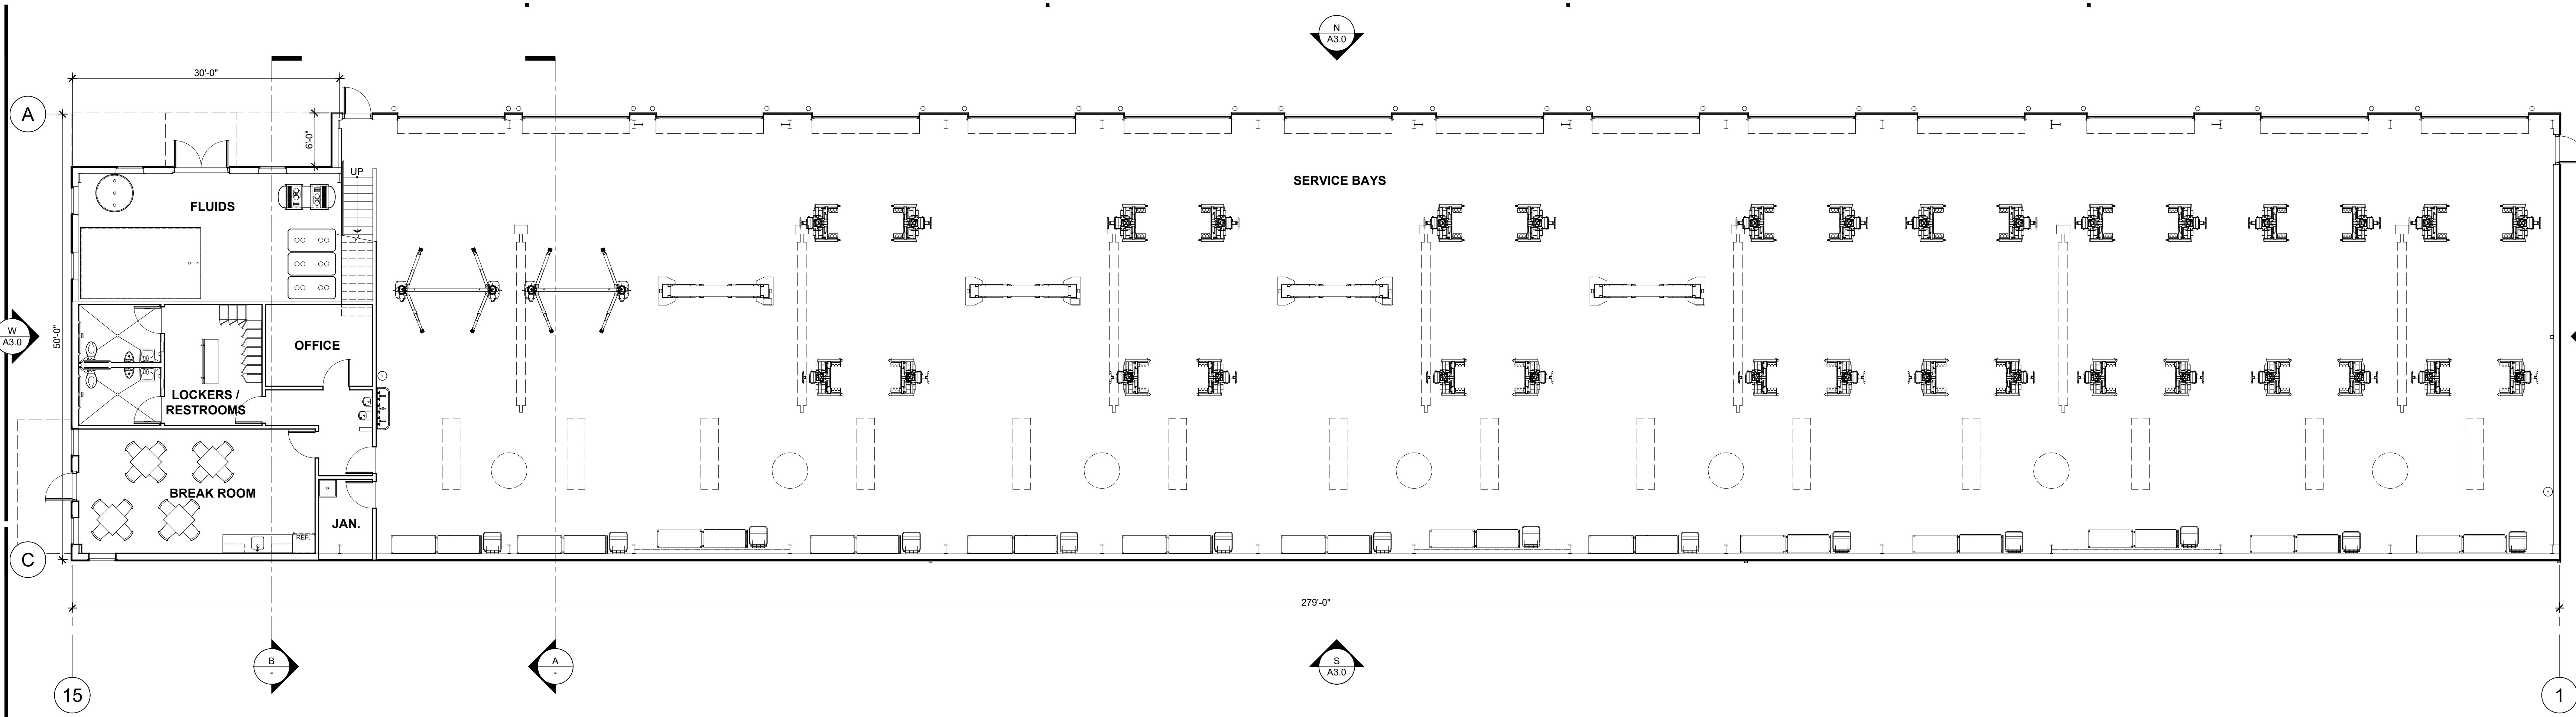 N
A3.0
30'-0"
A
6'-0"
UP
SERVICE BAYS
FLUIDS
W
A3.0
50'-0"
OFFICE
LOCKERS /
RESTROOMS
BREAK ROOM
JAN.
REF.
C
279'-0"
B
-
A
-
S
A3.0
15
1